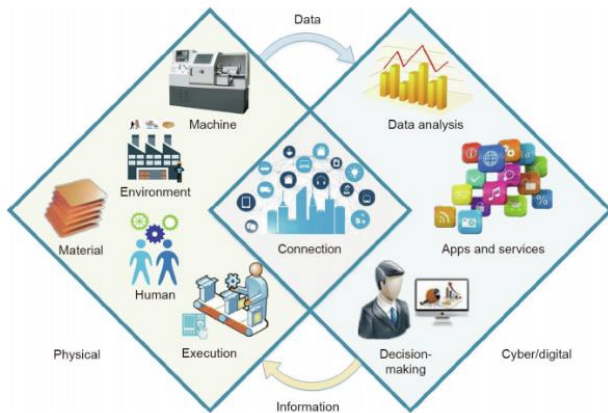 Data
Machine
Data analysis
Environment
Material
Connection
Apps and services
Human
Execution
Decision-
making
Physical
Cyber/digital
Information